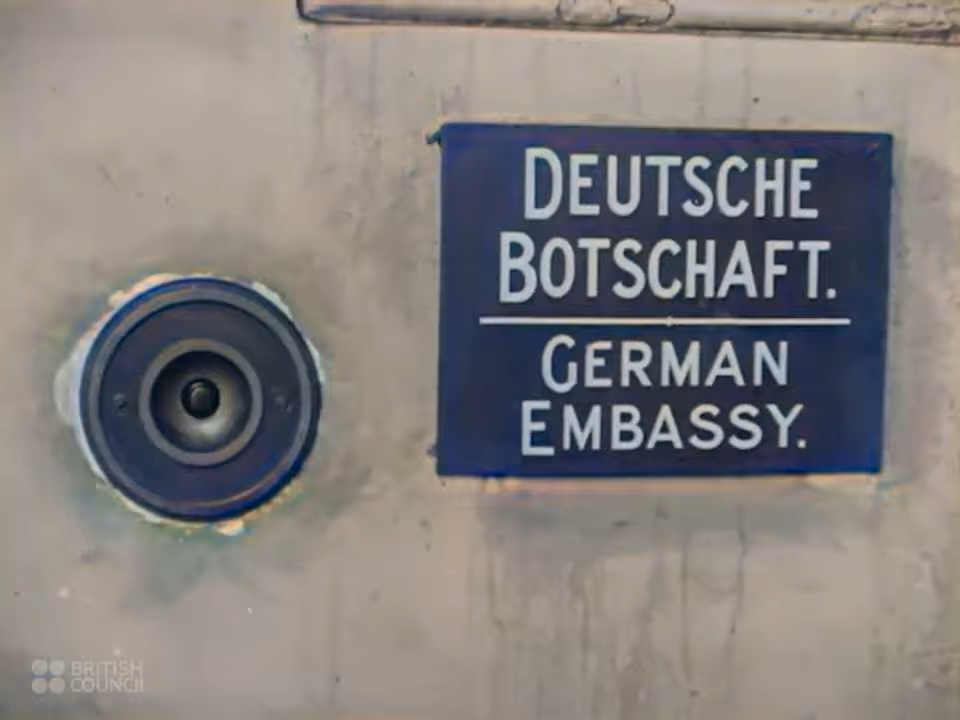 DEUTSCHE
BOTSCHAFT.
GERMAN
EMBASSY.
BRITISH
COUNCIL